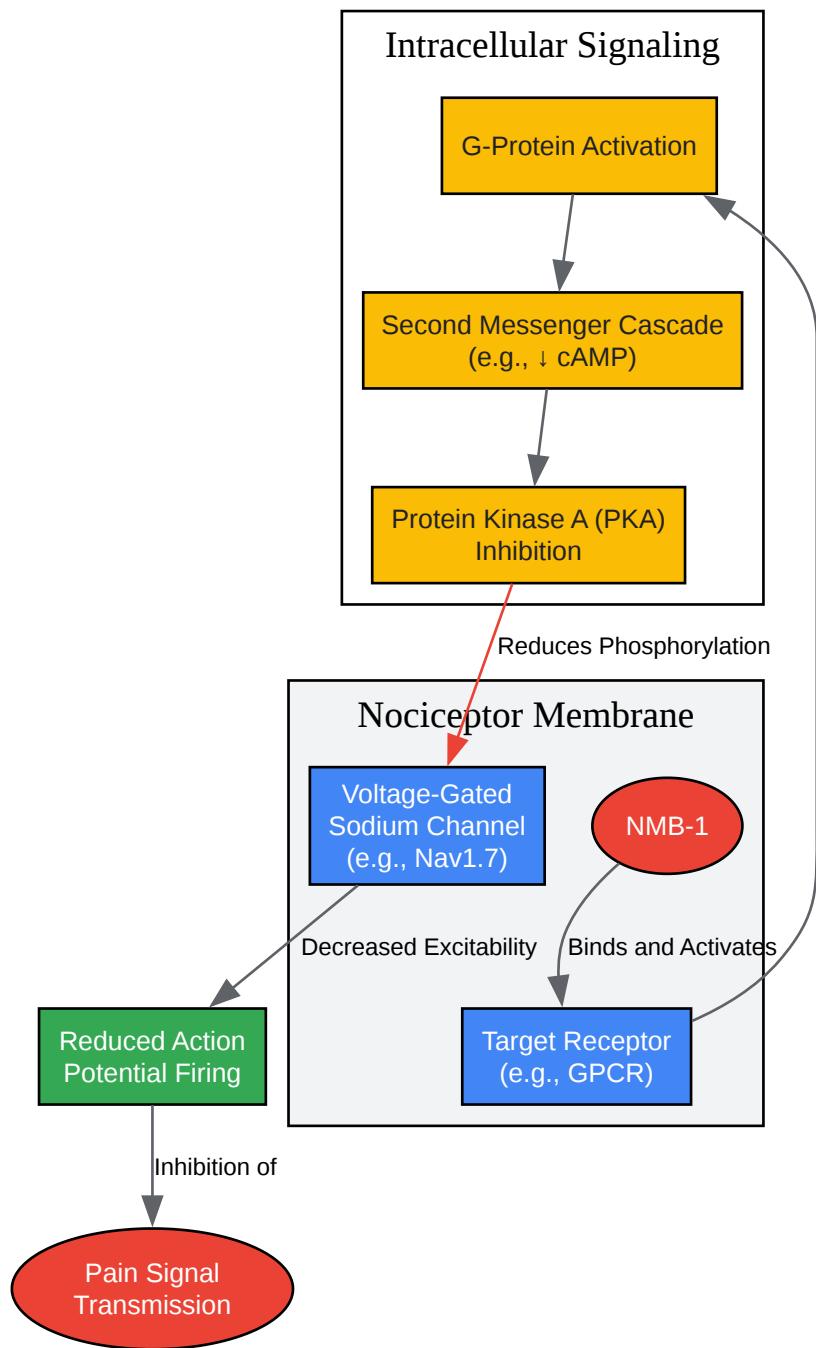 Intracellular Signaling
G-Protein Activation
Second Messenger Cascade
(e.g., ↓ cAMP)
Protein Kinase A (PKA)
Inhibition
Reduces Phosphorylation
Nociceptor Membrane
Voltage-Gated
Sodium Channel
(e.g., Nav1.7)
NMB-1
Decreased Excitability
Binds and Activates
Reduced Action
Potential Firing
Target Receptor
(e.g., GPCR)
Inhibition of
Pain Signal
Transmission